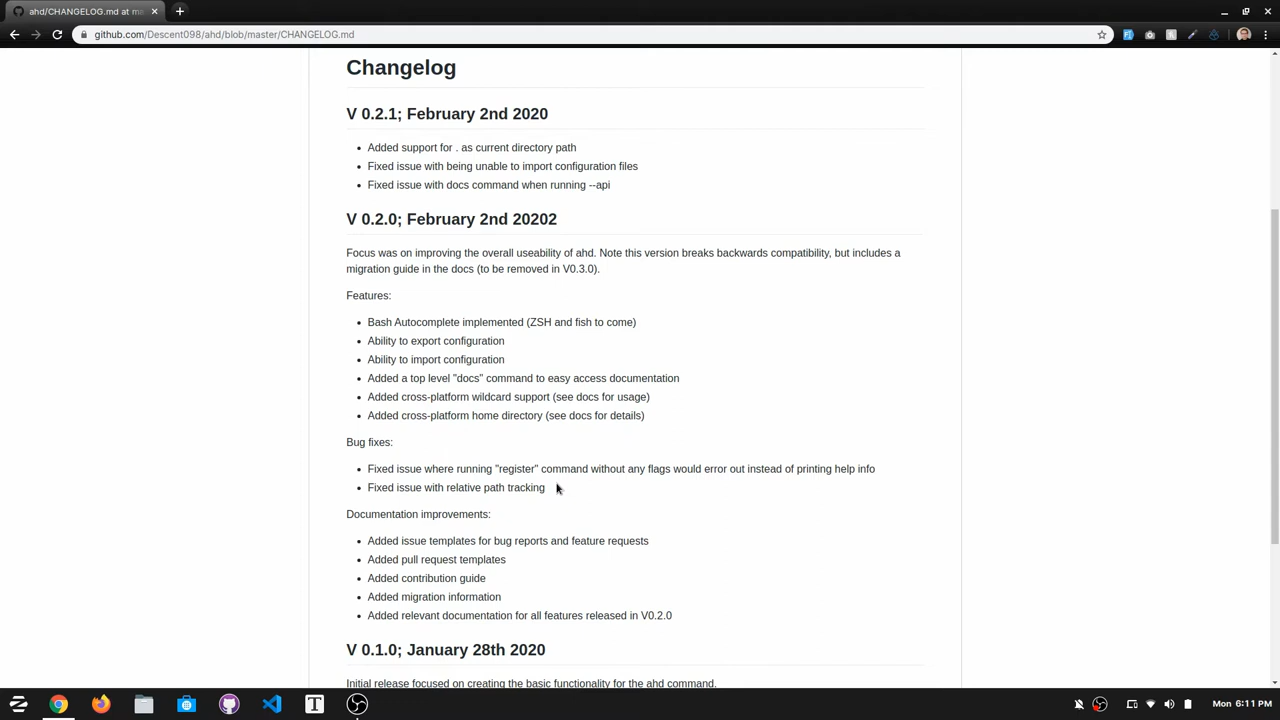 ahd/CHANGELOG.md at ma
github.com/Descent098/ahd/blob/master/CHANGELOG.md
Changelog
V 0.2.1; February 2nd 2020
Added support for . as current directory path
Fixed issue with being unable to import configuration files
Fixed issue with docs command when running --api
V 0.2.0; February 2nd 20202
Focus was on improving the overall useability of ahd. Note this version breaks backwards compatibility, but includes a
migration guide in the docs (to be removed in V0.3.0).
Features:
Bash Autocomplete implemented (ZSH and fish to come)
Ability to export configuration
Ability to import configuration
Added a top level "docs" command to easy access documentation
Added cross-platform wildcard support (see docs for usage)
Added cross-platform home directory (see docs for details)
Bug fixes:
Fixed issue where running "register" command without any flags would error out instead of printing help info
Fixed issue with relative path tracking
Documentation improvements:
Added issue templates for bug reports and feature requests
Added pull request templates
Added contribution guide
Added migration information
Added relevant documentation for all features released in V0.2.0
V 0.1.0; January 28th 2020
Initial release focused on creating the basic functionality for the ahd command.
T
Mon 6:11 PM